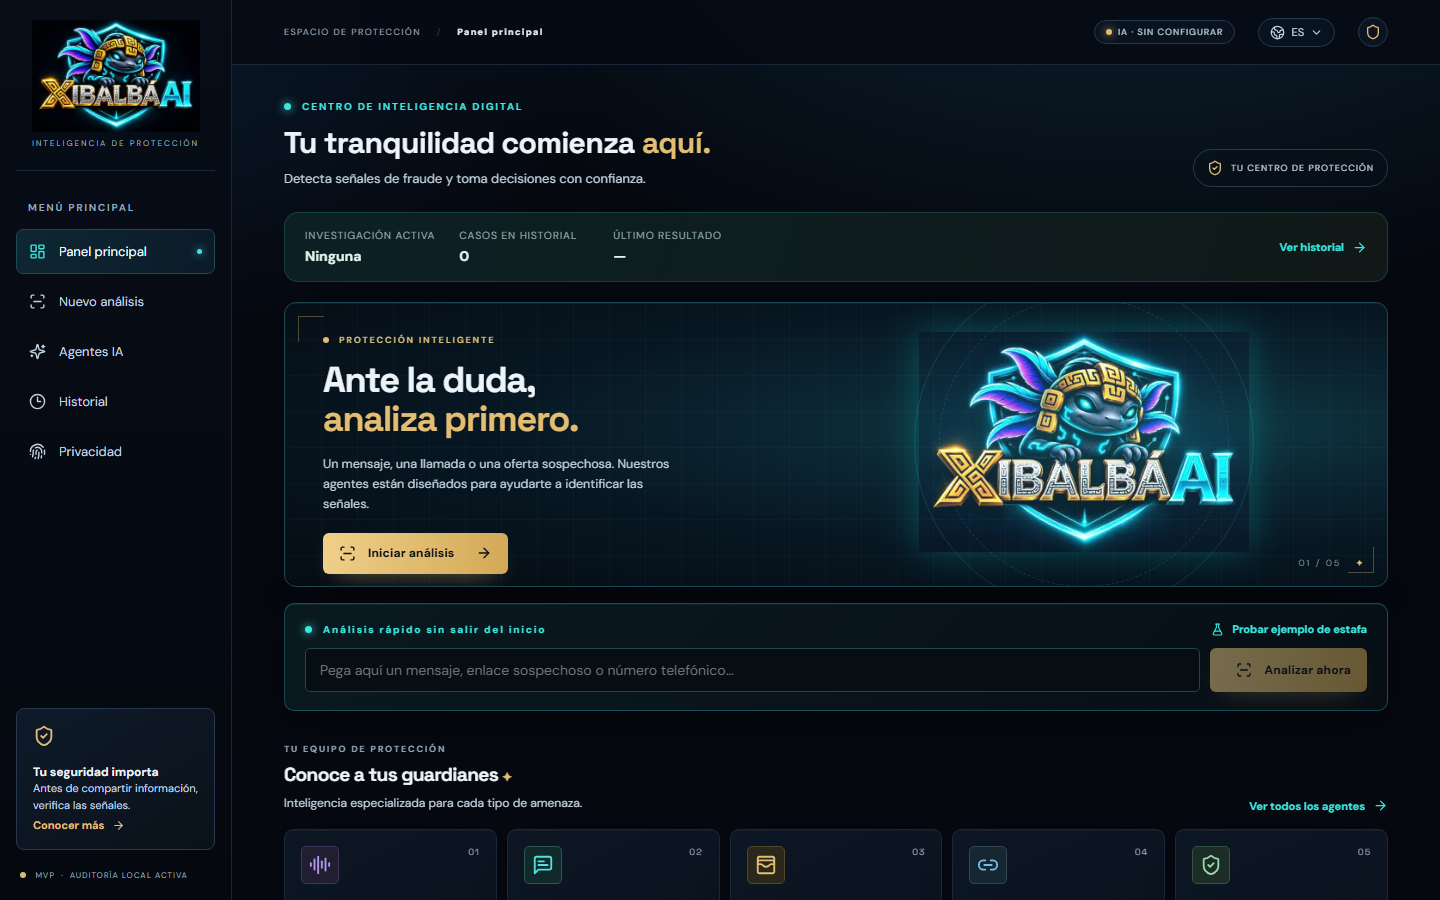 XIBALBÁAI
INTELIGENCIA DE PROTECCIÓN
MENÚ PRINCIPAL
Panel principal
Nuevo análisis
Agentes IA
Historial
Privacidad
Tu seguridad importa
Antes de compartir información,
verifica las señales.
Conocer más
MVP · AUDITORÍA LOCAL ACTIVA
ESPACIO DE PROTECCIÓN / Panel principal
IA · SIN CONFIGURAR
ES
CENTRO DE INTELIGENCIA DIGITAL
Tu tranquilidad comienza aquí.
Detecta señales de fraude y toma decisiones con confianza.
TU CENTRO DE PROTECCIÓN
INVESTIGACIÓN ACTIVA
Ninguna
CASOS EN HISTORIAL
0
ÚLTIMO RESULTADO
—
Ver historial
PROTECCIÓN INTELIGENTE
Ante la duda,
analiza primero.
Un mensaje, una llamada o una oferta sospechosa. Nuestros
agentes están diseñados para ayudarte a identificar las
señales.
Iniciar análisis
XIBALBÁAI
01 / 05
Análisis rápido sin salir del inicio
Probar ejemplo de estafa
Pega aquí un mensaje, enlace sospechoso o número telefónico...
Analizar ahora
TU EQUIPO DE PROTECCIÓN
Conoce a tus guardianes
Inteligencia especializada para cada tipo de amenaza.
Ver todos los agentes
01
02
03
04
05